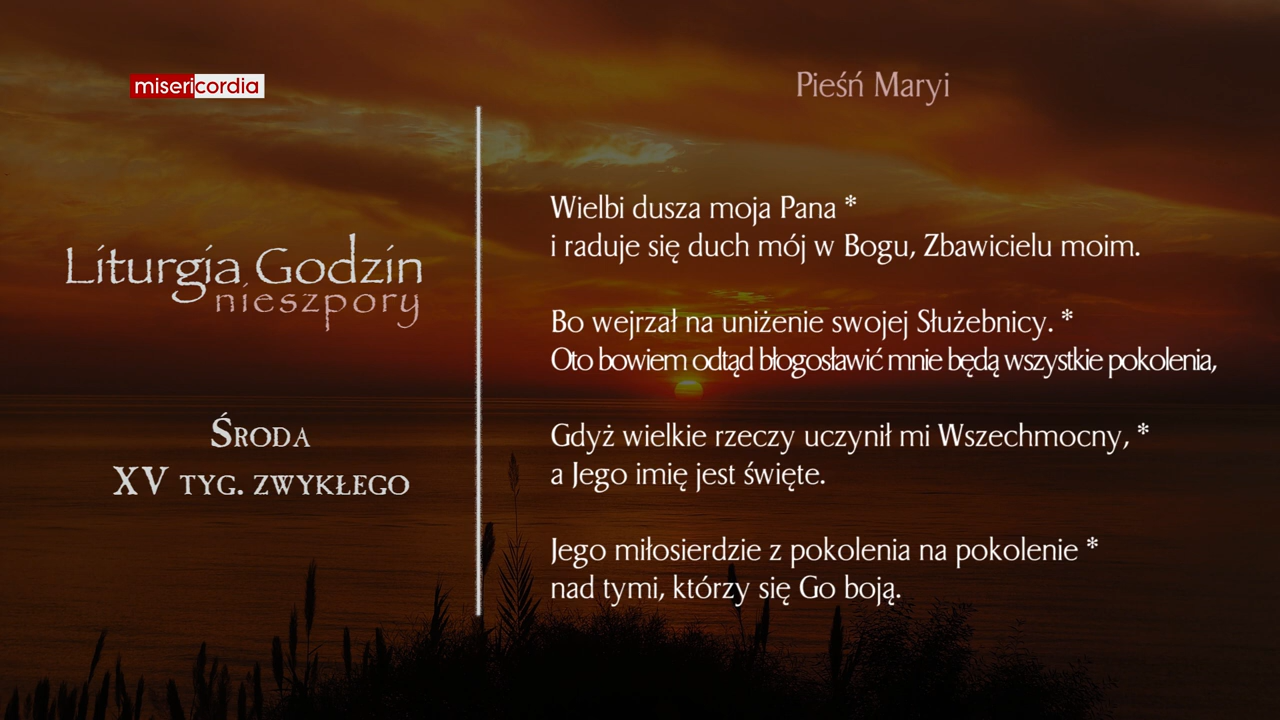 misericordia
Liturgia Godzin
nieszpory
Środa
XV tyg. zwykłego
Pieśń Maryi
Wielbi dusza moja Pana *
i raduje się duch mój w Bogu, Zbawicielu moim.
Bo wejrzał na uniżenie swojej Służebnicy. *
Oto bowiem odtąd błogosławić mnie będą wszystkie pokolenia,
Gdyż wielkie rzeczy uczynił mi Wszechmocny, *
a Jego imię jest święte.
Jego miłosierdzie z pokolenia na pokolenie *
nad tymi, którzy się Go boją.